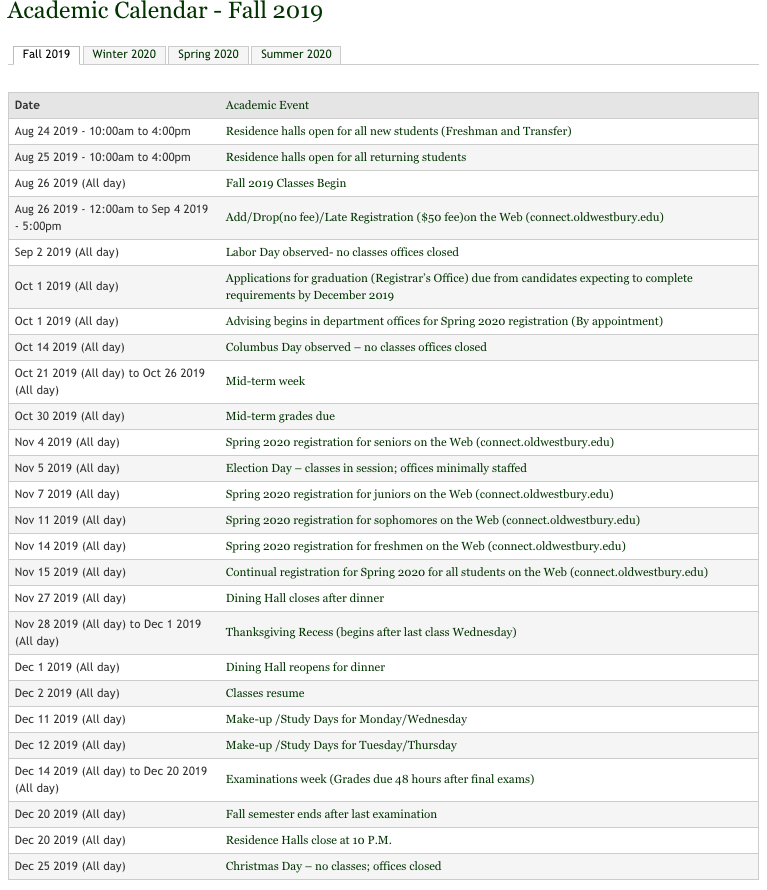 Academic Calendar - Fall 2019
Fall 2019 Winter 2020 Spring 2020 Summer 2020
Date Academic Event
Aug 24 2019 - 10:00am to 4:00pm Residence halls open for all new students (Freshman and Transfer)
Aug 25 2019 - 10:00am to 4:00pm Residence halls open for all returning students
Aug 26 2019 (All day) Fall 2019 Classes Begin
Aug 26 2019 - 12:00am to Sep 4 2019
- 5:00pm
Add/Drop(no fee)/Late Registration ($50 fee)on the Web (connect.oldwestbury.edu)
Sep 2 2019 (All day) Labor Day observed- no classes offices closed
Oct 1 2019 (All day)
Applications for graduation (Registrar's Office) due from candidates expecting to complete
requirements by December 2019
Oct 1 2019 (All day) Advising begins in department offices for Spring 2020 registration (By appointment)
Oct 14 2019 (All day) Columbus Day observed – no classes offices closed
Oct 21 2019 (All day) to Oct 26 2019
(All day)
Mid-term week
Oct 30 2019 (All day) Mid-term grades due
Nov 4 2019 (All day) Spring 2020 registration for seniors on the Web (connect.oldwestbury.edu)
Nov 5 2019 (All day) Election Day – classes in session; offices minimally staffed
Nov 7 2019 (All day) Spring 2020 registration for juniors on the Web (connect.oldwestbury.edu)
Nov 11 2019 (All day) Spring 2020 registration for sophomores on the Web (connect.oldwestbury.edu)
Nov 14 2019 (All day) Spring 2020 registration for freshmen on the Web (connect.oldwestbury.edu)
Nov 15 2019 (All day) Continual registration for Spring 2020 for all students on the Web (connect.oldwestbury.edu)
Nov 27 2019 (All day) Dining Hall closes after dinner
Nov 28 2019 (All day) to Dec 1 2019
(All day)
Thanksgiving Recess (begins after last class Wednesday)
Dec 1 2019 (All day) Dining Hall reopens for dinner
Dec 2 2019 (All day) Classes resume
Dec 11 2019 (All day) Make-up /Study Days for Monday/Wednesday
Dec 12 2019 (All day) Make-up /Study Days for Tuesday/Thursday
Dec 14 2019 (All day) to Dec 20 2019
(All day)
Examinations week (Grades due 48 hours after final exams)
Dec 20 2019 (All day) Fall semester ends after last examination
Dec 20 2019 (All day) Residence Halls close at 10 P.M.
Dec 25 2019 (All day) Christmas Day – no classes; offices closed